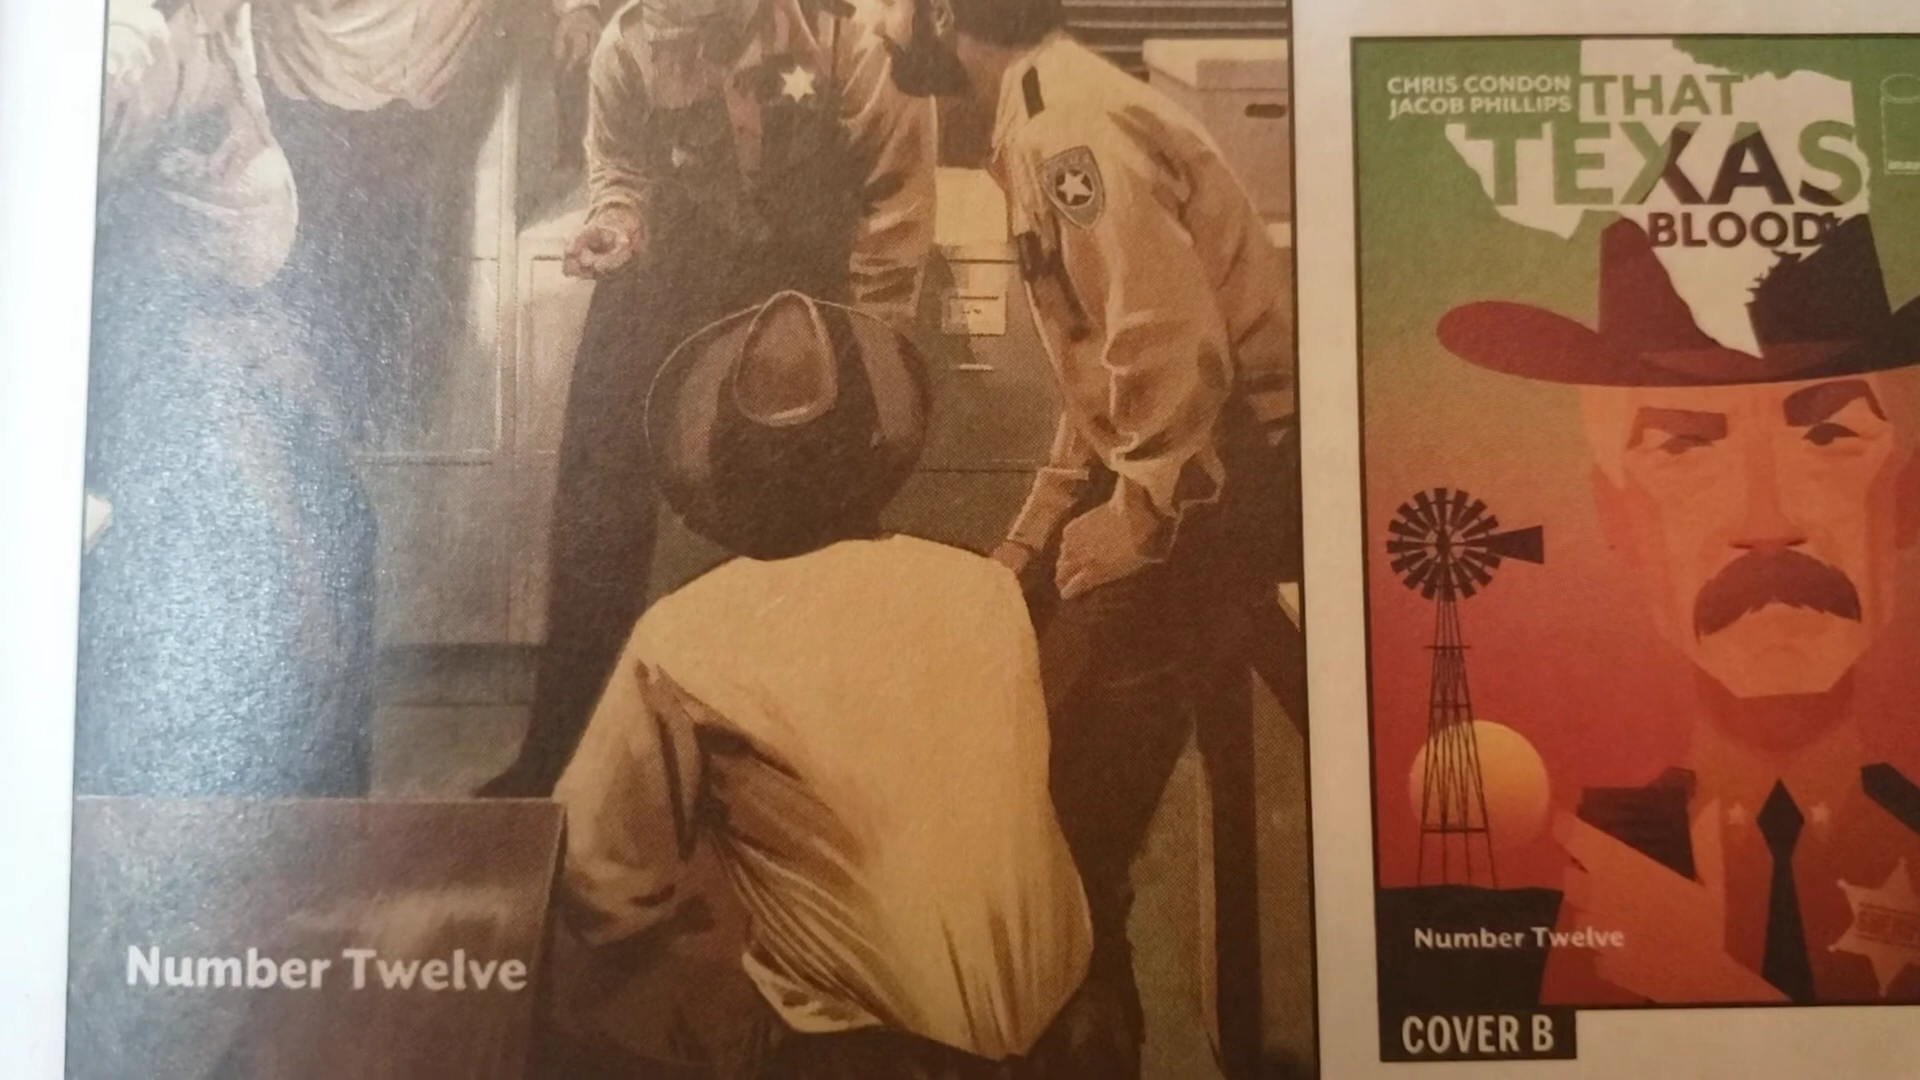 Number Twelve
CHRIS CONDON
JACOB PHILLIPS
THAT
TEXAS
BLOOD
Number Twelve
COVER B